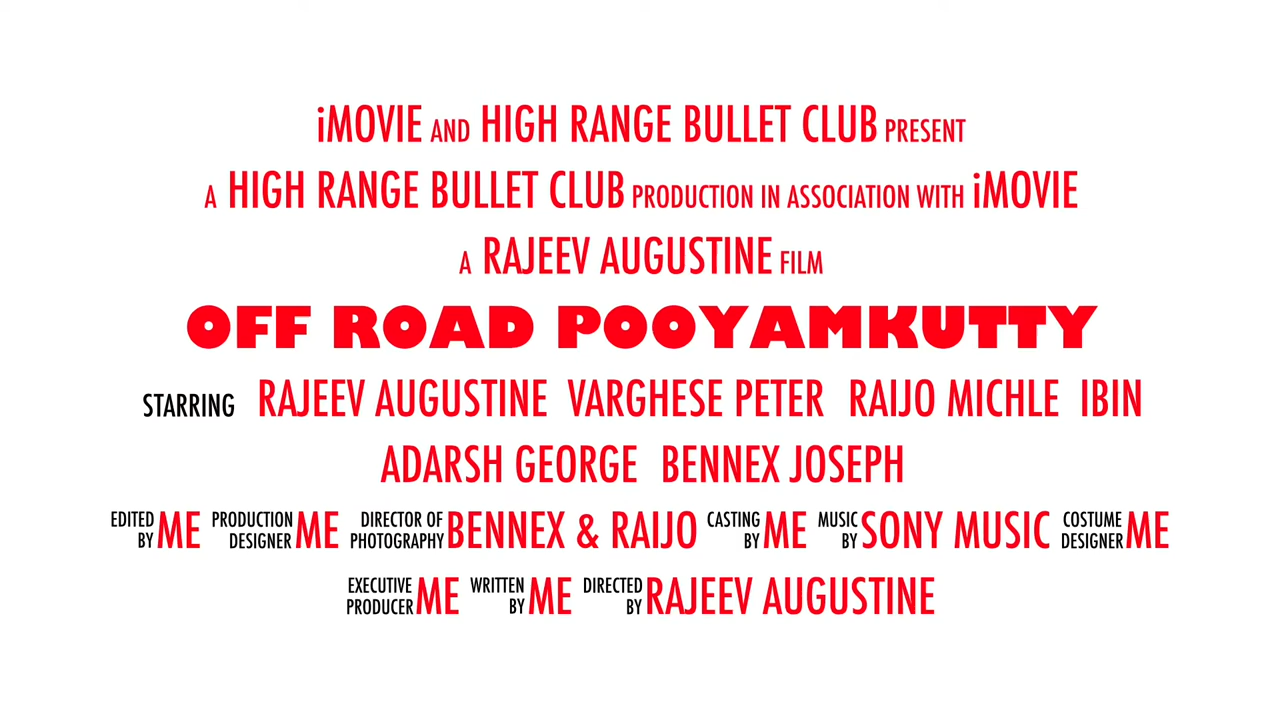 iMOVIE AND HIGH RANGE BULLET CLUB PRESENT
A HIGH RANGE BULLET CLUB PRODUCTION IN ASSOCIATION WITH iMOVIE
A RAJEEV AUGUSTINE FILM
OFF ROAD POOYAMKUTTY
STARRING RAJEEV AUGUSTINE VARGHESE PETER RAIJO MICHLE IBIN
ADARSH GEORGE BENNEX JOSEPH
EDITED BY ME PRODUCTION DESIGNER ME DIRECTOR OF PHOTOGRAPHY BENNEX & RAIJO CASTING BY ME MUSIC BY SONY MUSIC COSTUME DESIGNER ME
EXECUTIVE PRODUCER ME WRITTEN BY ME DIRECTED BY RAJEEV AUGUSTINE